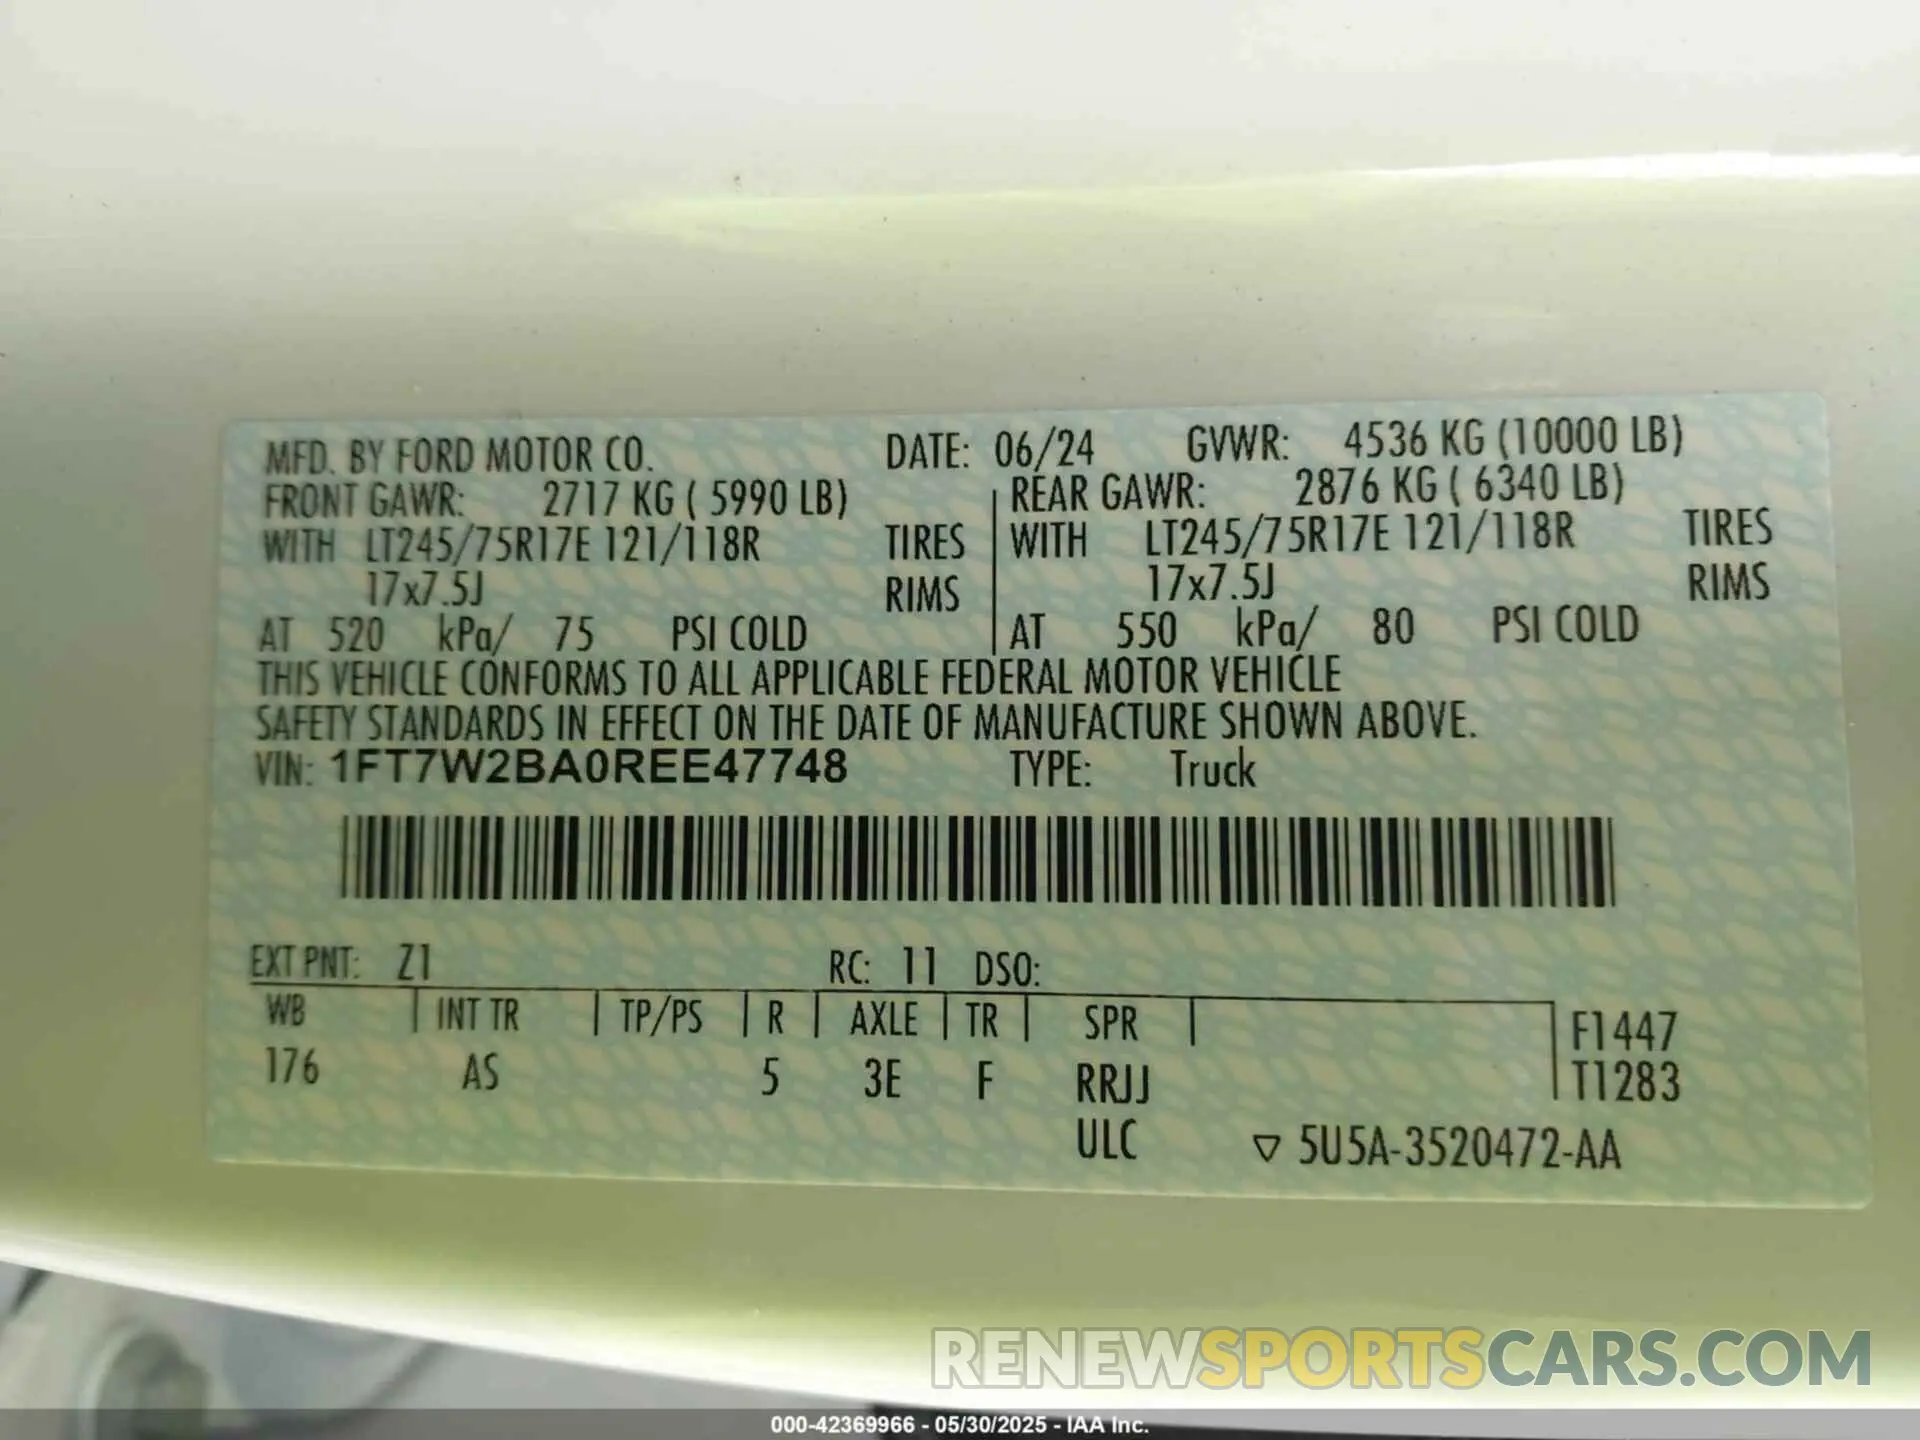 MFD. BY FORD MOTOR CO. DATE: 06/24 GVWR: 4536 KG (10000 LB)
FRONT GAWR: 2717 KG ( 5990 LB) REAR GAWR: 2876 KG ( 6340 LB)
WITH LT245/75R17E 121/118R TIRES WITH LT245/75R17E 121/118R TIRES
17x7.5J RIMS 17x7.5J RIMS
AT 520 kPa/ 75 PSI COLD AT 550 kPa/ 80 PSI COLD
THIS VEHICLE CONFORMS TO ALL APPLICABLE FEDERAL MOTOR VEHICLE
SAFETY STANDARDS IN EFFECT ON THE DATE OF MANUFACTURE SHOWN ABOVE.
VIN: 1FT7W2BA0REE47748 TYPE: Truck
EXT PNT: Z1 RC: 11 DSO:
WB INT TR TP/PS R AXLE TR SPR F1447
176 AS 5 3E F RRJJ T1283
ULC ▽ 5U5A-3520472-AA
RENEWSPORTSCARS.COM
000-42369966 - 05/30/2025 - IAA Inc.